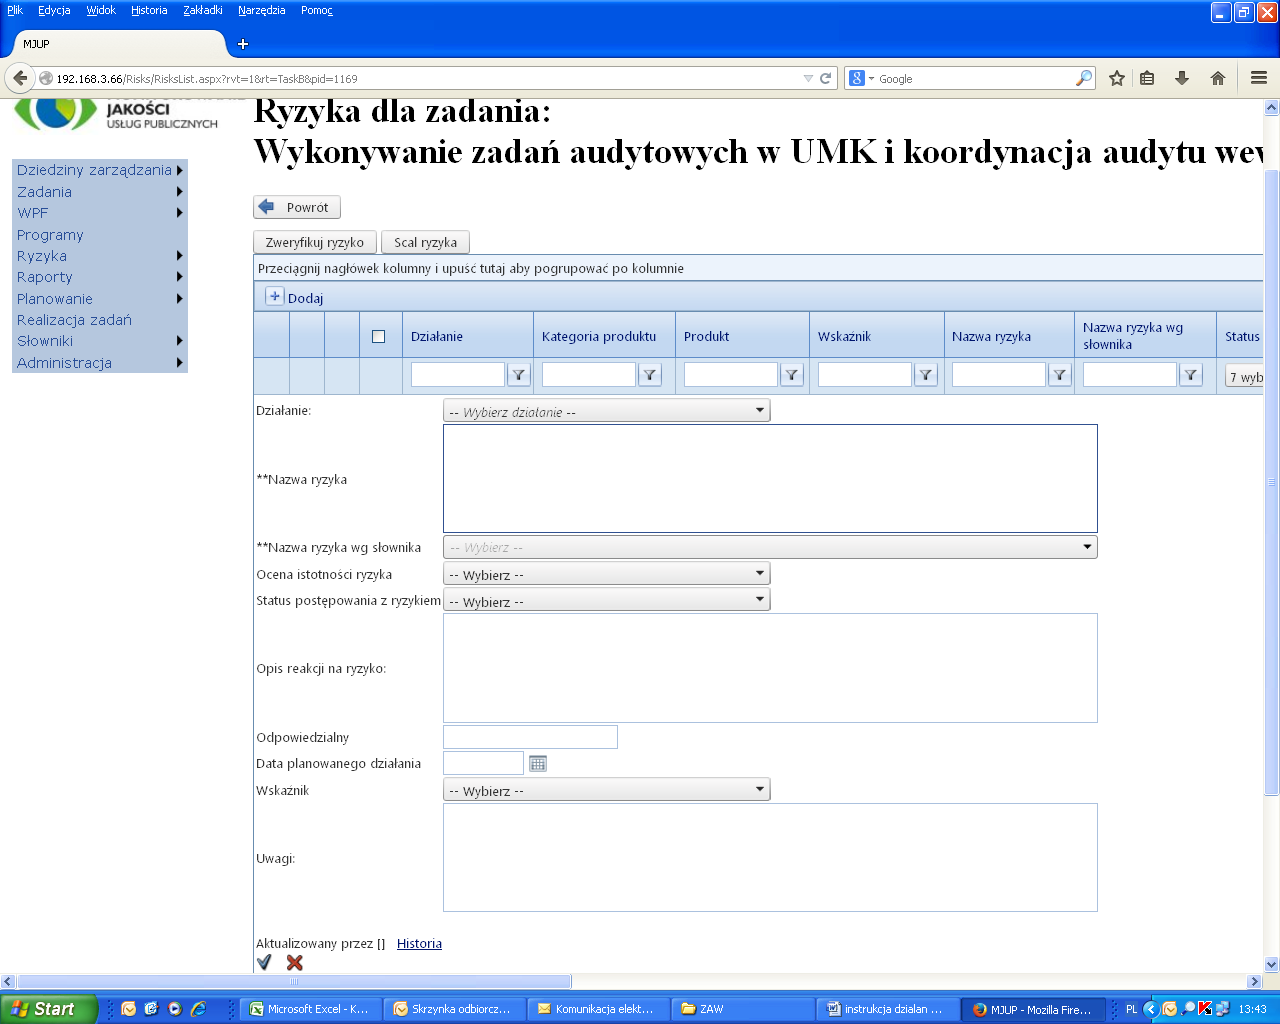 Plik Edycja Widok Historia Zakładki Narzędzia Pomoc
MJUP
192.168.3.66/Risks/RisksList.aspx?rvt=1&rt=TaskB&pid=1169
Google
JAKOŚCI
USŁUG PUBLICZNYCH
Ryzyka dla zadania:
Wykonywanie zadań audytowych w UMK i koordynacja audytu wew
Dziedziny zarządzania
Zadania
WPF
Programy
Ryzyka
Raporty
Planowanie
Realizacja zadań
Słowniki
Administracja
Powrót
Zweryfikuj ryzyko Scal ryzyka
Przeciągnij nagłówek kolumny i upuść tutaj aby pogrupować po kolumnie
Dodaj
Działanie Kategoria produktu Produkt Wskaźnik Nazwa ryzyka Nazwa ryzyka wg słownika Status
7 wyb
Działanie: -- Wybierz działanie --
**Nazwa ryzyka
**Nazwa ryzyka wg słownika -- Wybierz --
Ocena istotności ryzyka -- Wybierz --
Status postępowania z ryzykiem -- Wybierz --
Opis reakcji na ryzyko:
Odpowiedzialny
Data planowanego działania
Wskaźnik -- Wybierz --
Uwagi:
Aktualizowany przez [] Historia
Start Microsoft Excel - K... Skrzynka odbiorcz... Komunikacja elekt... ZAW instrukcja dzialan ... MJUP - Mozilla Fire... PL 13:43